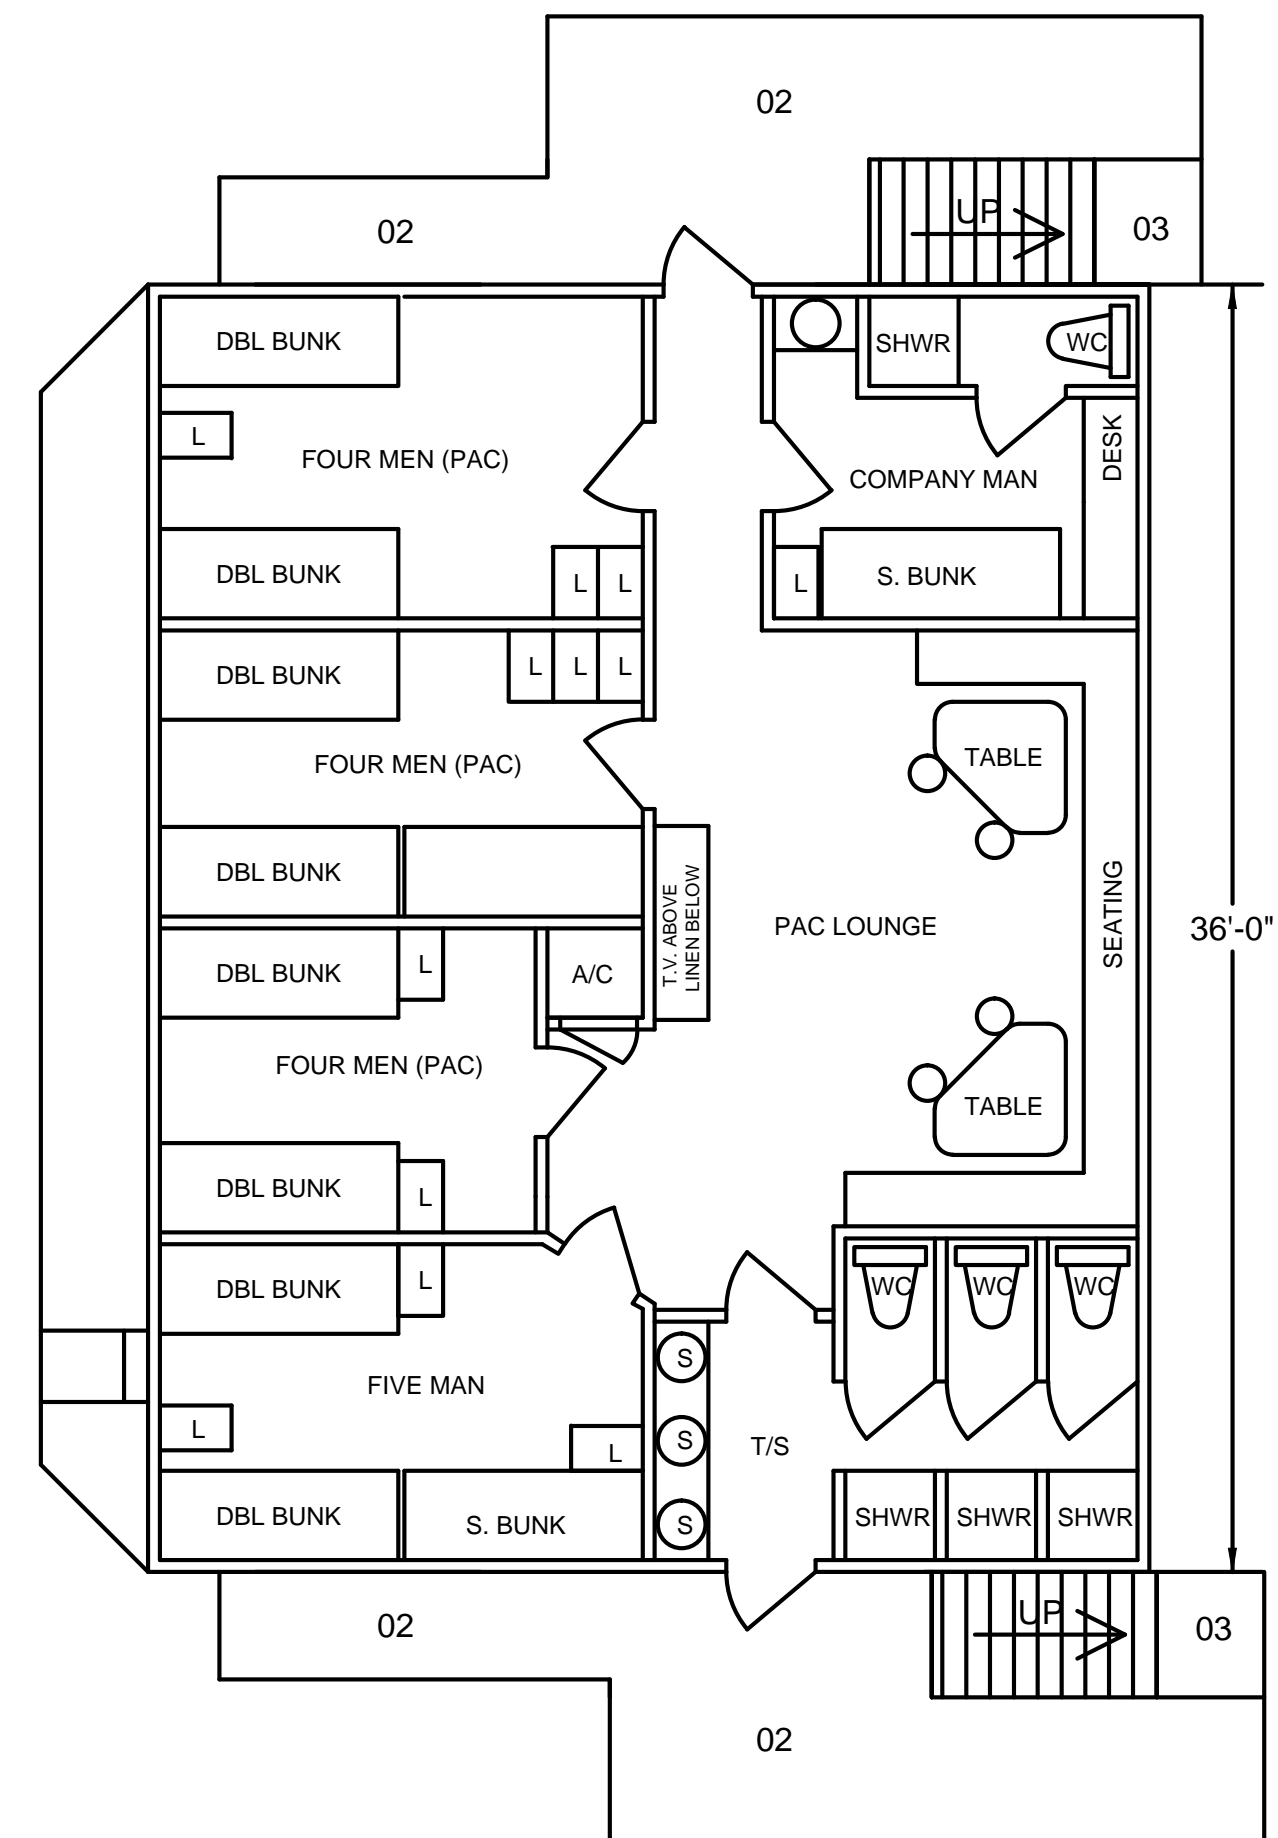 02
02
UP
03
DBL BUNK
SHWR
WC
L
FOUR MEN (PAC)
COMPANY MAN
DESK
DBL BUNK
L
L
L
S. BUNK
DBL BUNK
L
L
L
FOUR MEN (PAC)
TABLE
DBL BUNK
T.V. ABOVE
LINEN BELOW
PAC LOUNGE
SEATING
36'-0"
DBL BUNK
L
A/C
FOUR MEN (PAC)
TABLE
DBL BUNK
L
DBL BUNK
L
WC
WC
WC
S
FIVE MAN
L
L
S
T/S
DBL BUNK
S. BUNK
S
SHWR
SHWR
SHWR
02
UP
03
02